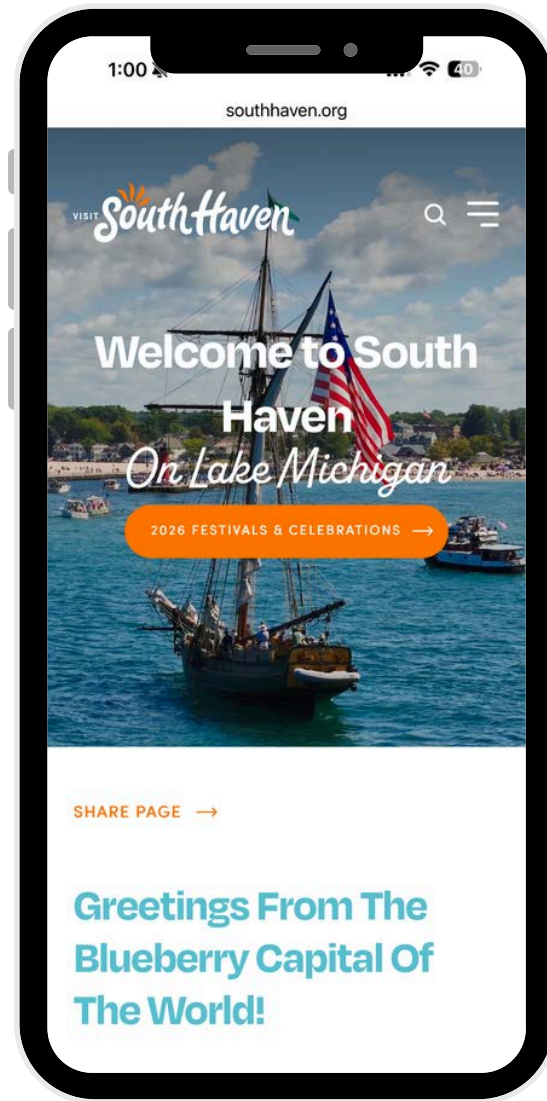 1:00
40
southhaven.org
VISIT South Haven
Welcome to South
Haven
On Lake Michigan
2026 FESTIVALS & CELEBRATIONS →
SHARE PAGE →
Greetings From The
Blueberry Capital Of
The World!